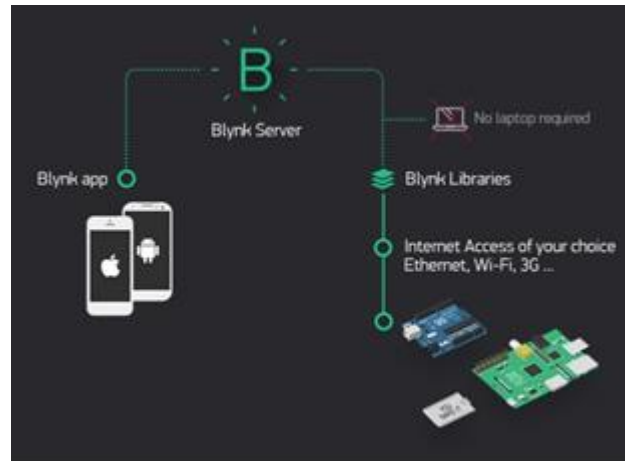 B
Blynk Server
No laptop required
Blynk app
Blynk Libraries
Internet Access of your choice
Ethernet, Wi-Fi, 3G ...